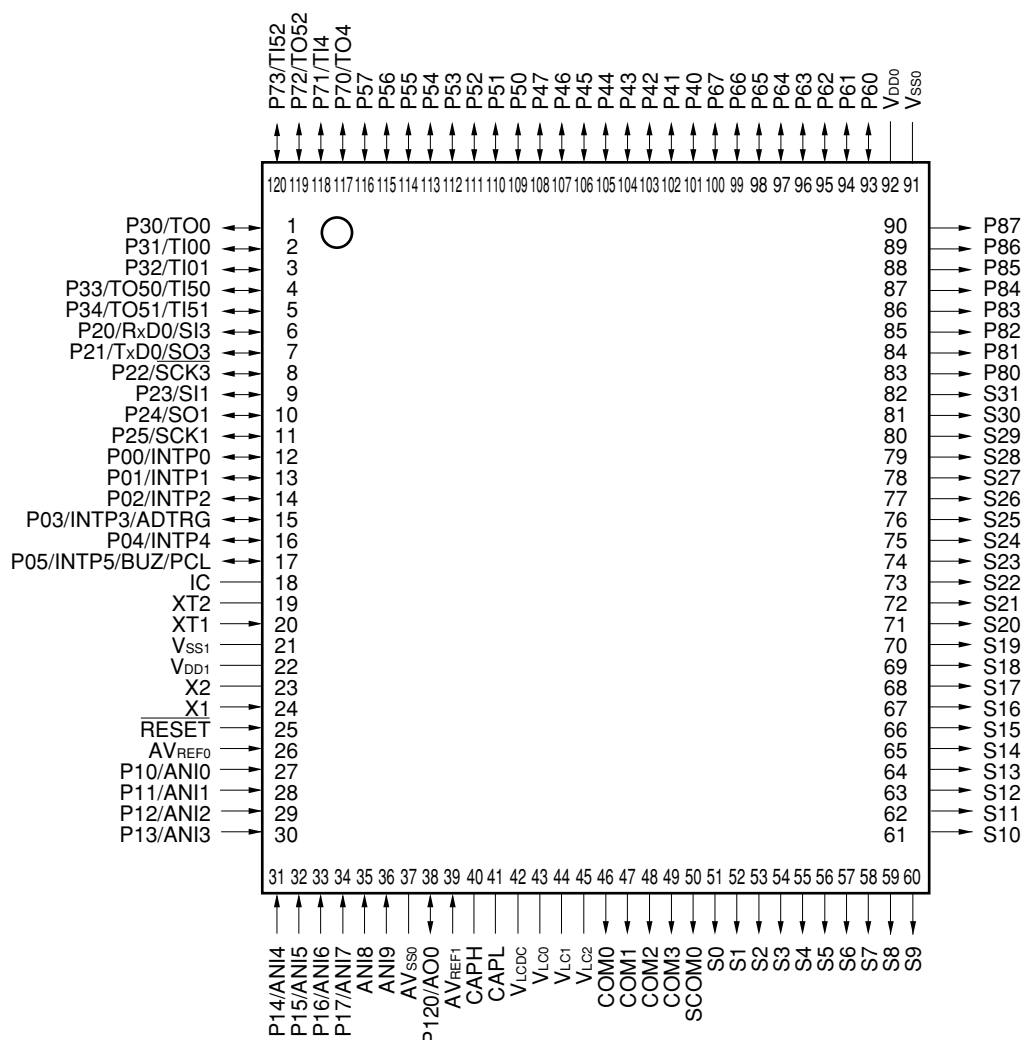 P73/TI52
P72/TO52
P71/TI4
P70/TO4
P57
P56
P55
P54
P53
P52
P51
P50
P47
P46
P45
P44
P43
P42
P41
P40
P67
P66
P65
P64
P63
P62
P61
P60
VDD0
VSS0
120 119 118 117 116 115 114 113 112 111 110 109 108 107 106 105 104 103 102 101 100 99 98 97 96 95 94 93 92 91
P30/TO0 1 90 P87
P31/TI00 2 89 P86
P32/TI01 3 88 P85
P33/TO50/TI50 4 87 P84
P34/TO51/TI51 5 86 P83
P20/RxD0/SI3 6 85 P82
P21/TxD0/SO3 7 84 P81
P22/SCK3 8 83 P80
P23/SI1 9 82 S31
P24/SO1 10 81 S30
P25/SCK1 11 80 S29
P00/INTP0 12 79 S28
P01/INTP1 13 78 S27
P02/INTP2 14 77 S26
P03/INTP3/ADTRG 15 76 S25
P04/INTP4 16 75 S24
P05/INTP5/BUZ/PCL 17 74 S23
IC 18 73 S22
XT2 19 72 S21
XT1 20 71 S20
VSS1 21 70 S19
VDD1 22 69 S18
X2 23 68 S17
X1 24 67 S16
RESET 25 66 S15
AVREF0 26 65 S14
P10/ANI0 27 64 S13
P11/ANI1 28 63 S12
P12/ANI2 29 62 S11
P13/ANI3 30 61 S10
31 32 33 34 35 36 37 38 39 40 41 42 43 44 45 46 47 48 49 50 51 52 53 54 55 56 57 58 59 60
P14/ANI4
P15/ANI5
P16/ANI6
P17/ANI7
ANI8
ANI9
AVSS0
P120/AO0
AVREF1
CAPH
CAPL
VLCDC
VLC0
VLC1
VLC2
COM0
COM1
COM2
COM3
SCOM0
S0
S1
S2
S3
S4
S5
S6
S7
S8
S9